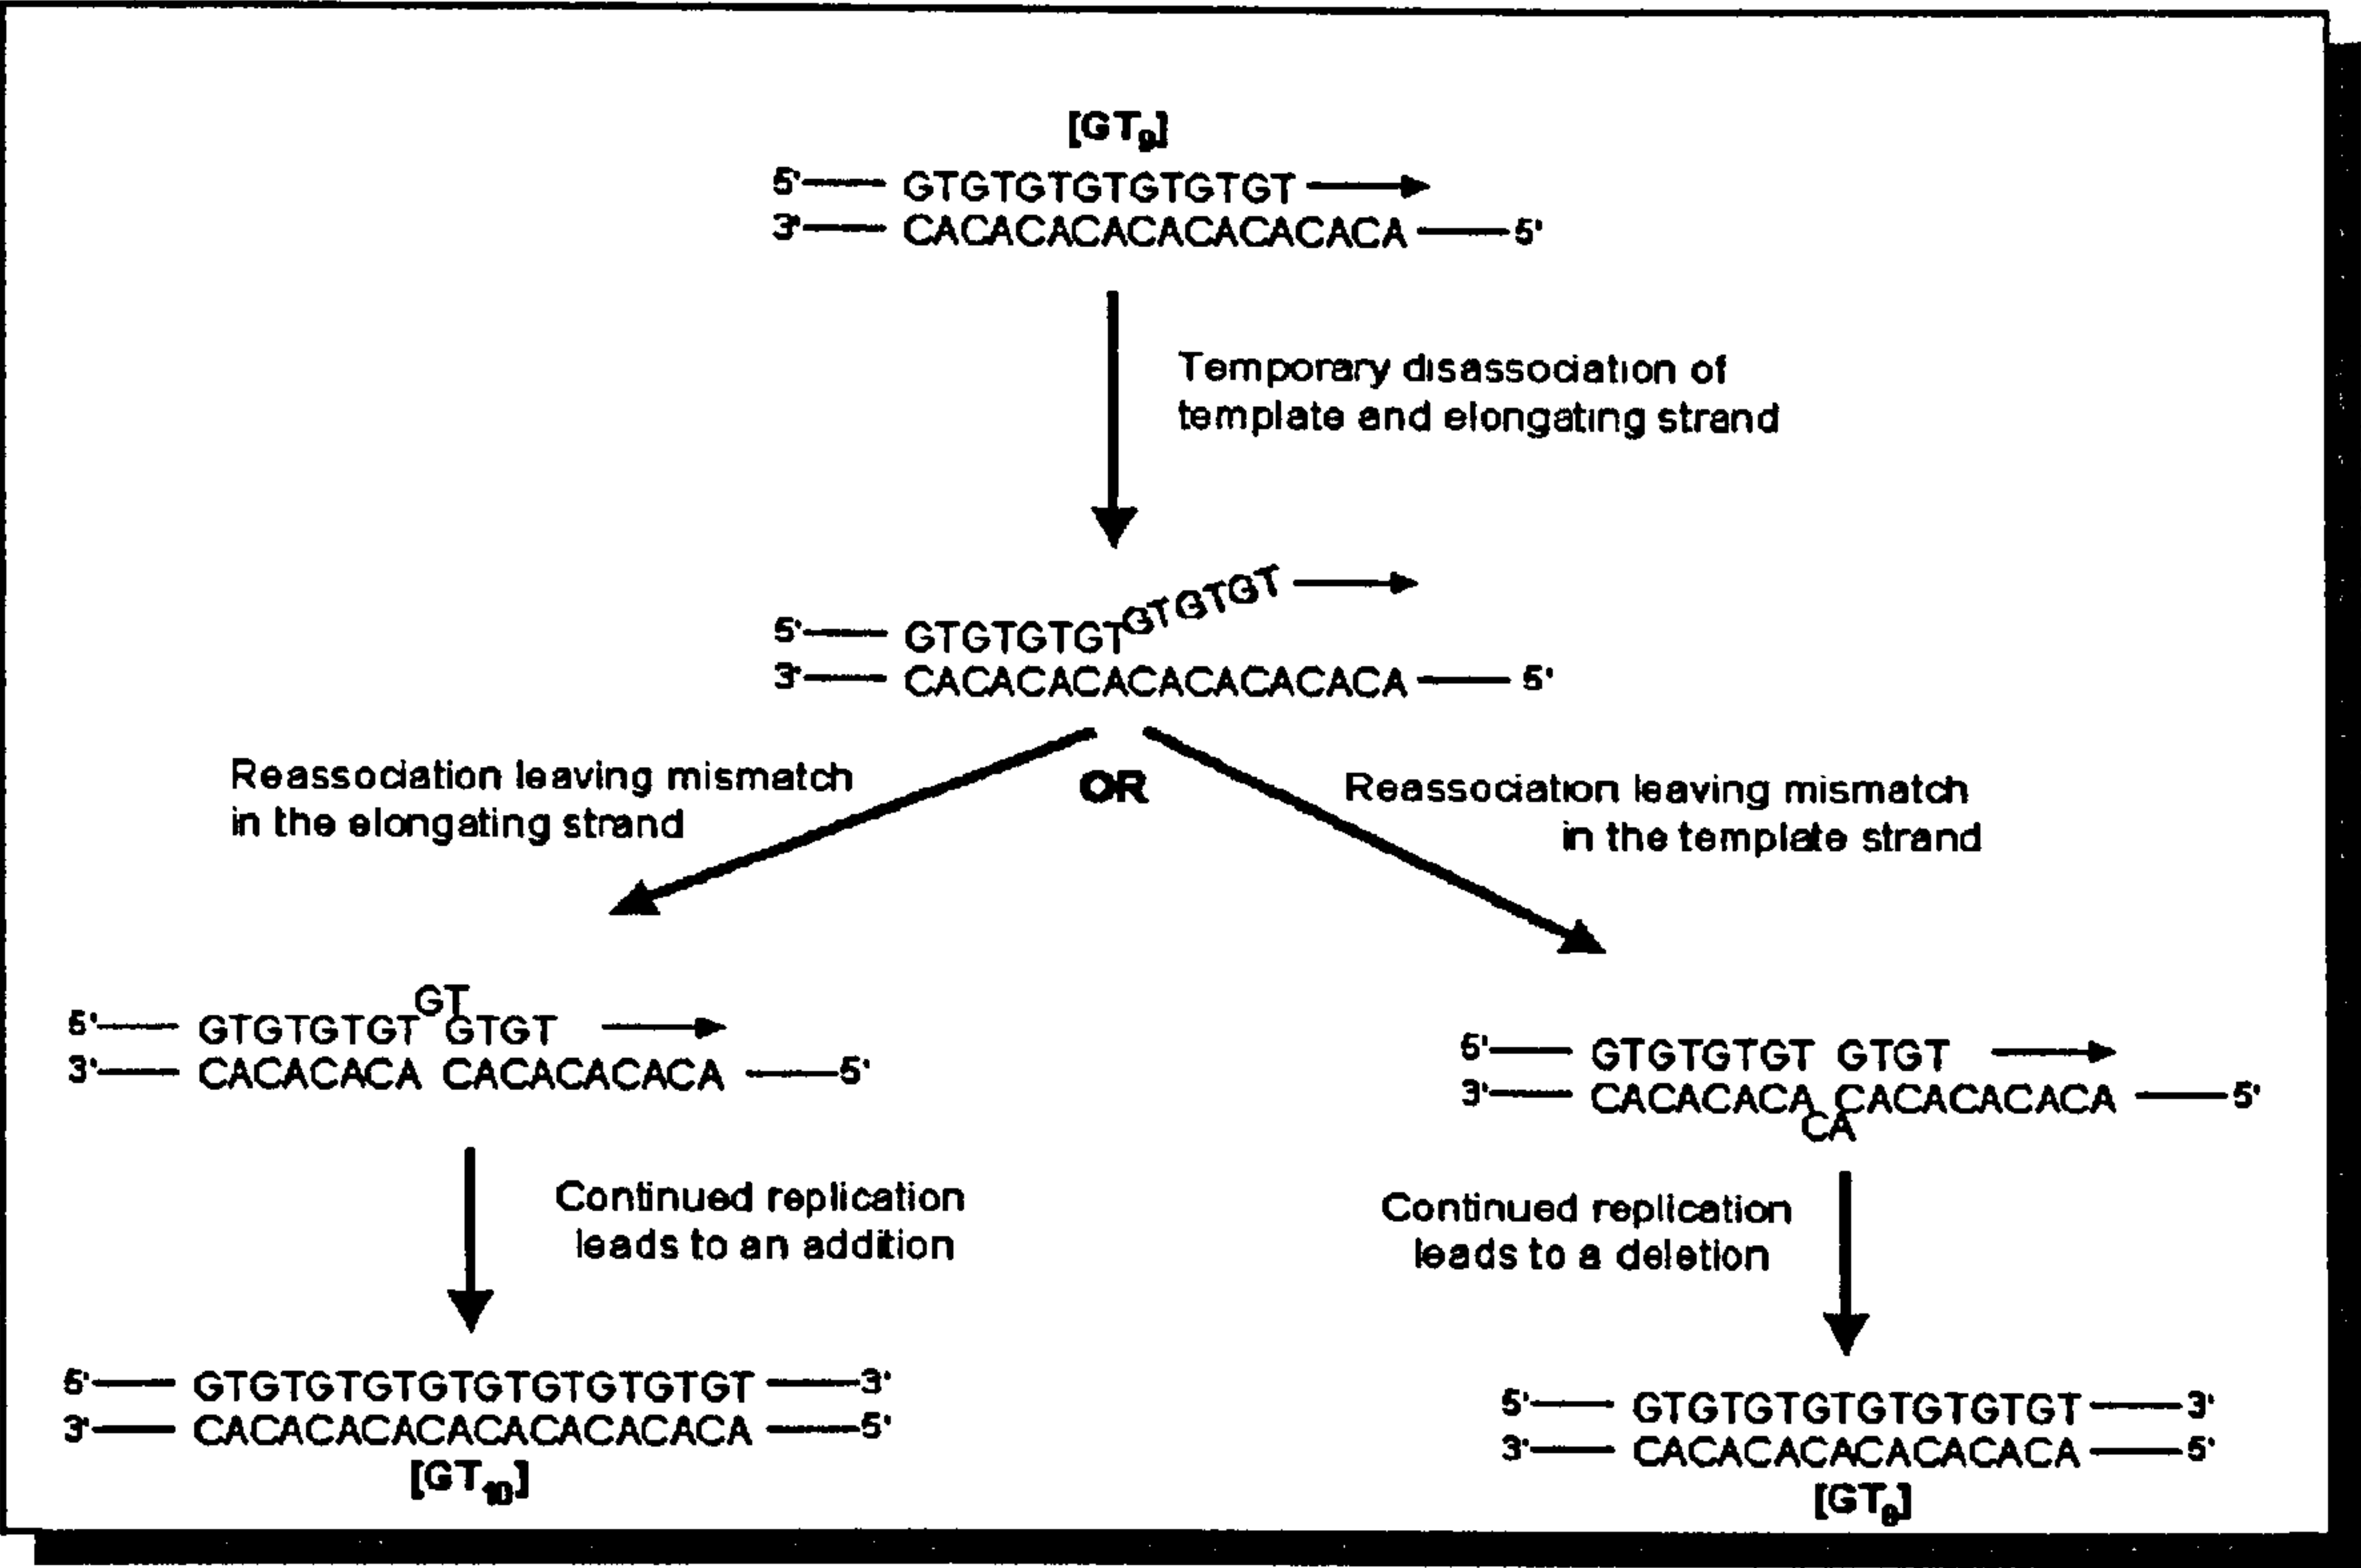 [GT₉]
5' GTGTGTGTGTGTGT
3' CACACACACACACACACA 5'
Temporary disassociation of
template and elongating strand
5' GTGTGTGTGTGTGT
3' CACACACACACACACACA 5'
OR
Reassociation leaving mismatch
in the elongating strand
Reassociation leaving mismatch
in the template strand
GT
5' GTGTGTGT GTGT
3' CACACACA CACACACACA 5'
5' GTGTGTGT GTGT
3' CACACACA CACACACACA 5'
CA
Continued replication
leads to an addition
Continued replication
leads to a deletion
5' GTGTGTGTGTGTGTGTGTGT 3'
3' CACACACACACACACACACA 5'
[GT₁₀]
5' GTGTGTGTGTGTGTGT 3'
3' CACACACACACACACA 5'
[GT₈]